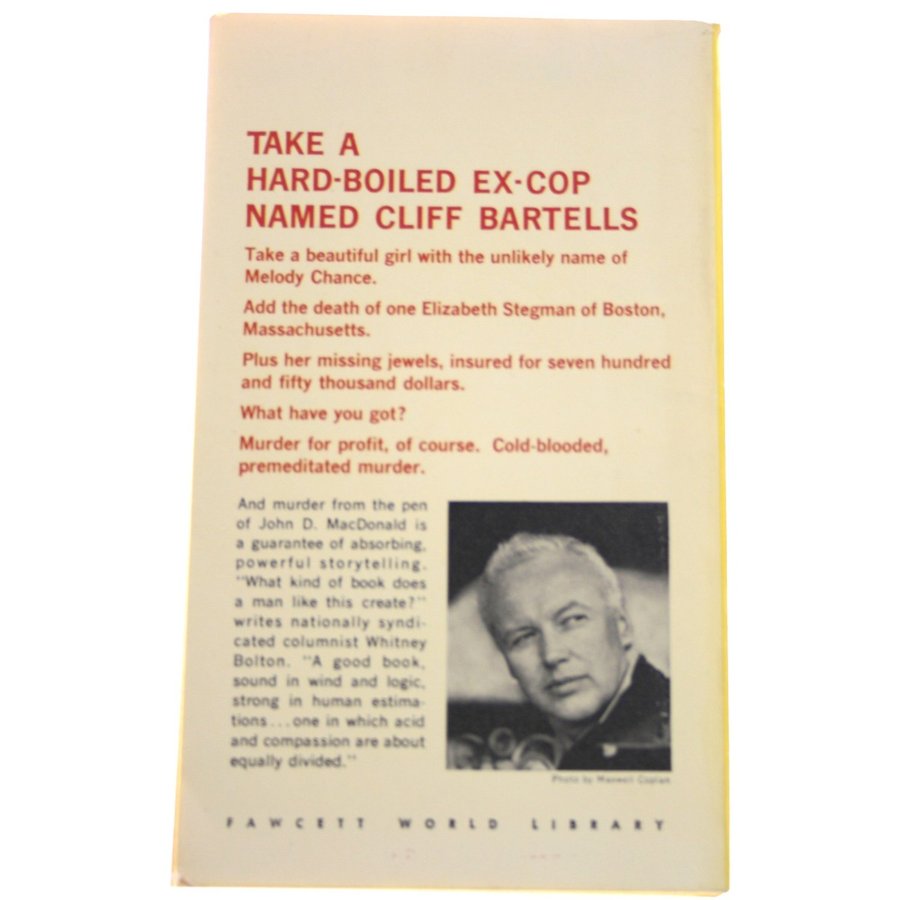 TAKE A
HARD-BOILED EX-COP
NAMED CLIFF BARTELLS
Take a beautiful girl with the unlikely name of
Melody Chance.
Add the death of one Elizabeth Stegman of Boston,
Massachusetts.
Plus her missing jewels, insured for seven hundred
and fifty thousand dollars.
What have you got?
Murder for profit, of course. Cold-blooded,
premeditated murder.
And murder from the pen
of John D. MacDonald is
a guarantee of absorbing,
powerful storytelling.
"What kind of book does
a man like this create?"
writes nationally syndi-
cated columnist Whitney
Bolton. "A good book,
sound in wind and logic,
strong in human estima-
tions...one in which acid
and compassion are about
equally divided."
Photo by Maxwell Coplan
FAWCETT WORLD LIBRARY